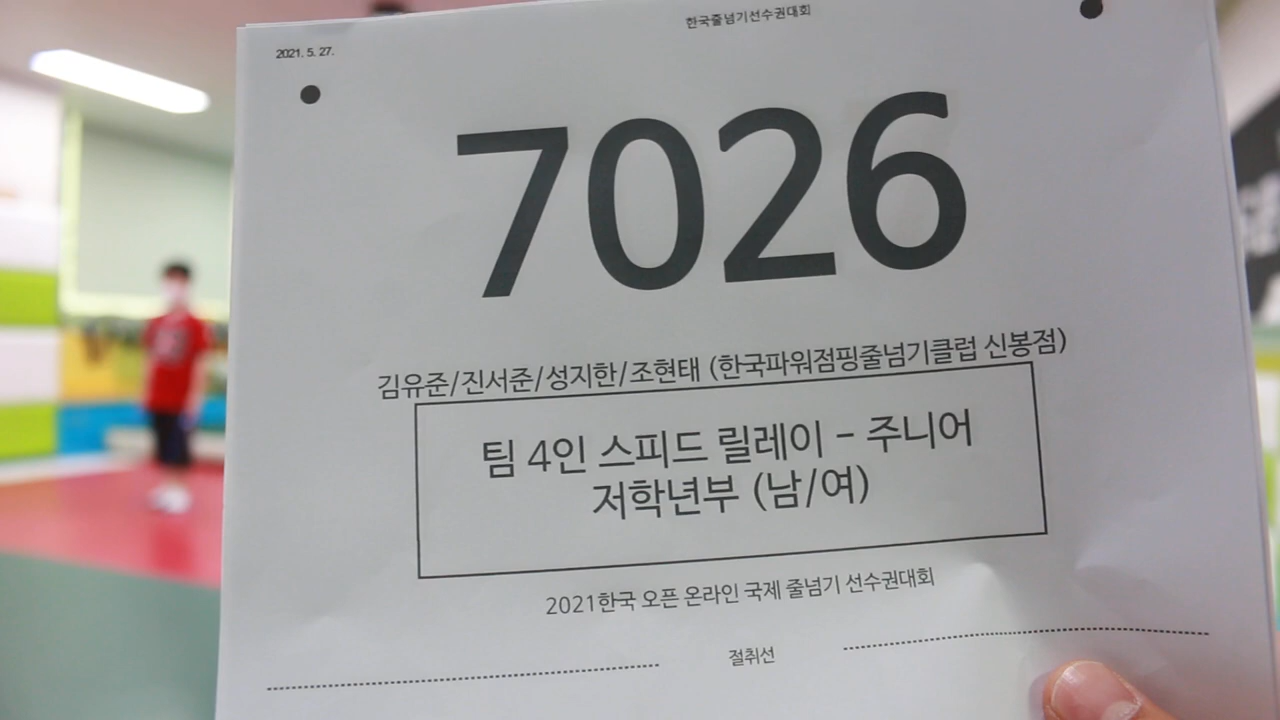 한국줄넘기선수권대회
2021. 5. 27.
7026
김유준/진서준/성지한/조현태 (한국파워점핑줄넘기클럽 신봉점)
팀 4인 스피드 릴레이 - 주니어
저학년부 (남/여)
2021한국 오픈 온라인 국제 줄넘기 선수권대회
절취선